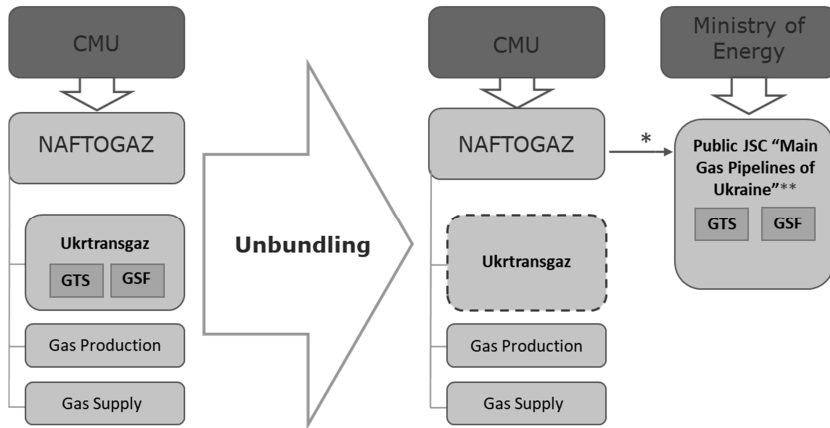 CMU
NAFTOGAZ
Ukrtransgaz
GTS
GSF
Gas Production
Gas Supply
Unbundling
CMU
NAFTOGAZ
Ukrtransgaz
Gas Production
Gas Supply
*
Ministry of
Energy
Public JSC “Main
Gas Pipelines of
Ukraine”**
GTS
GSF